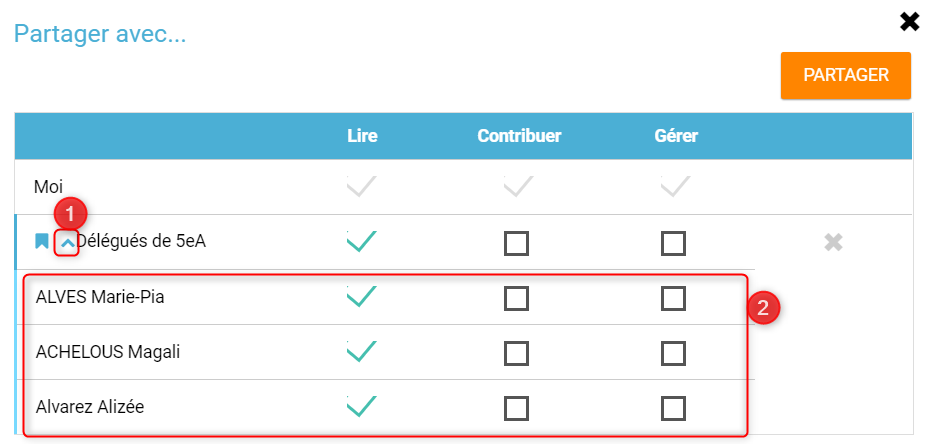 Partager avec...
PARTAGER
Lire Contribuer Gérer
Moi
1
Délégués de 5eA
ALVES Marie-Pia
2
ACHELOUS Magali
Alvarez Alizée